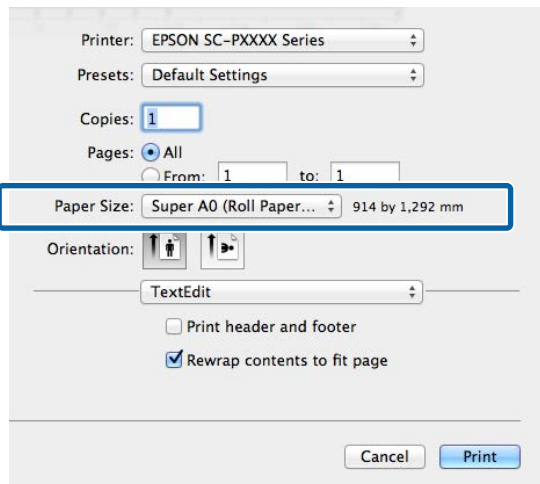 Printer: EPSON SC-PXXXX Series
Presets: Default Settings
Copies: 1
Pages: All
From: 1 to: 1
Paper Size: Super A0 (Roll Paper... 914 by 1,292 mm
Orientation:
TextEdit
Print header and footer
Rewrap contents to fit page
Cancel Print